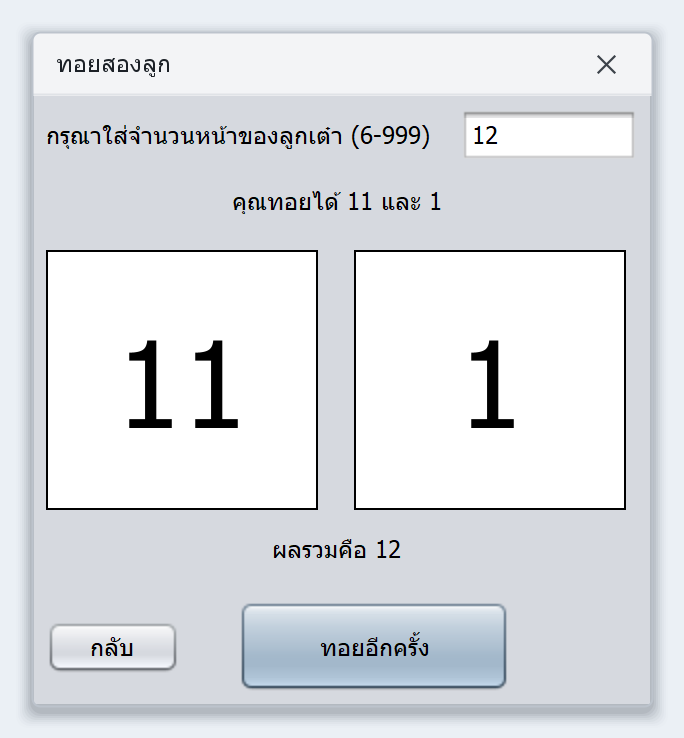 ทอยสองลูก
กรุณาใส่จำนวนหน้าของลูกเต๋า (6-999) 12
คุณทอยได้ 11 และ 1
11 1
ผลรวมคือ 12
กลับ ทอยอีกครั้ง